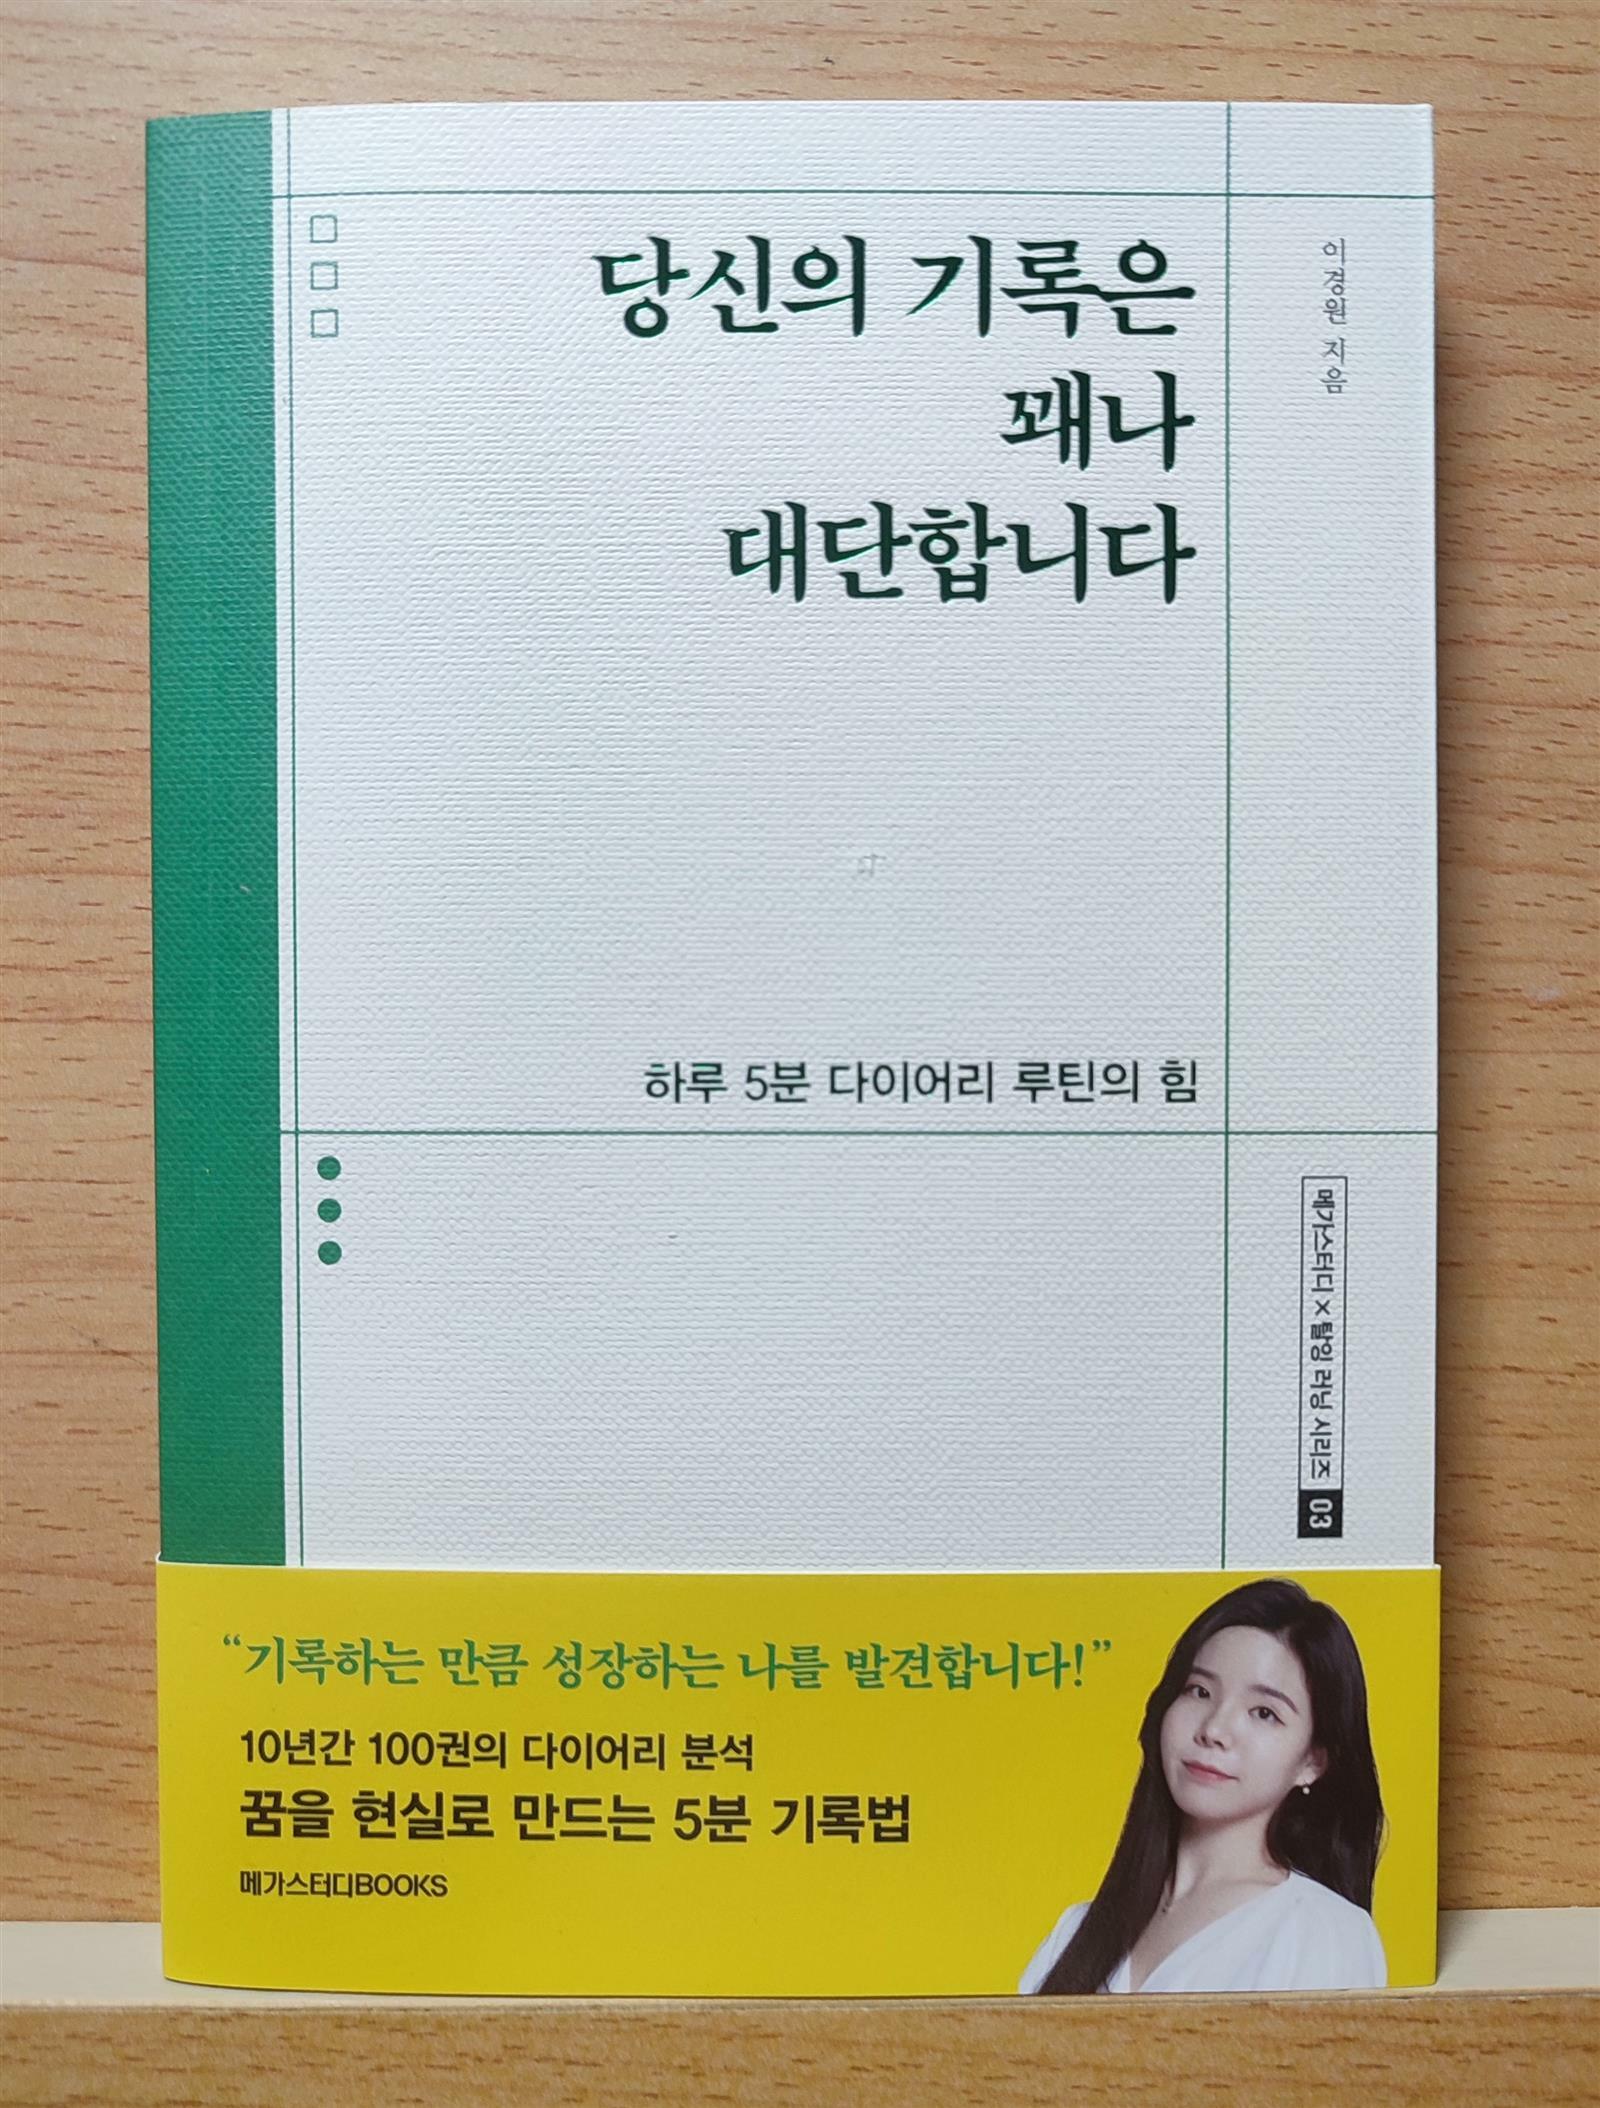 당신의 기록은
꽤나
대단합니다
이경원 지음
하루 5분 다이어리 루틴의 힘
메가스터디×탈잉 러닝 시리즈 03
“기록하는 만큼 성장하는 나를 발견합니다!”
10년간 100권의 다이어리 분석
꿈을 현실로 만드는 5분 기록법
메가스터디BOOKS